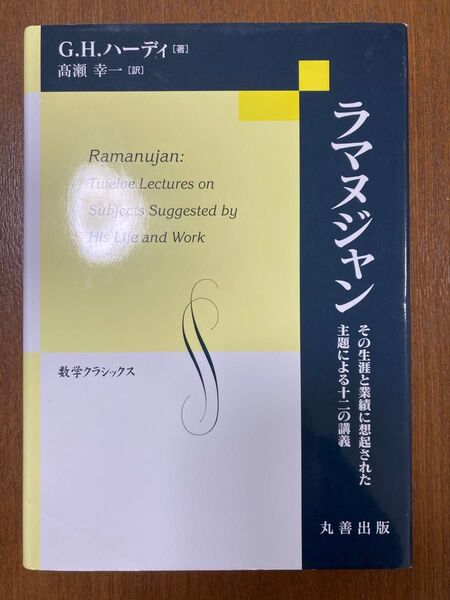 G.H.ハーディ[著]
髙瀬 幸一[訳]
ラマヌジャン
その生涯と業績に想起された
主題による十二の講義
Ramanujan:
Twelve Lectures on
Subjects Suggested by
His Life and Work
数学クラシックス
丸善出版